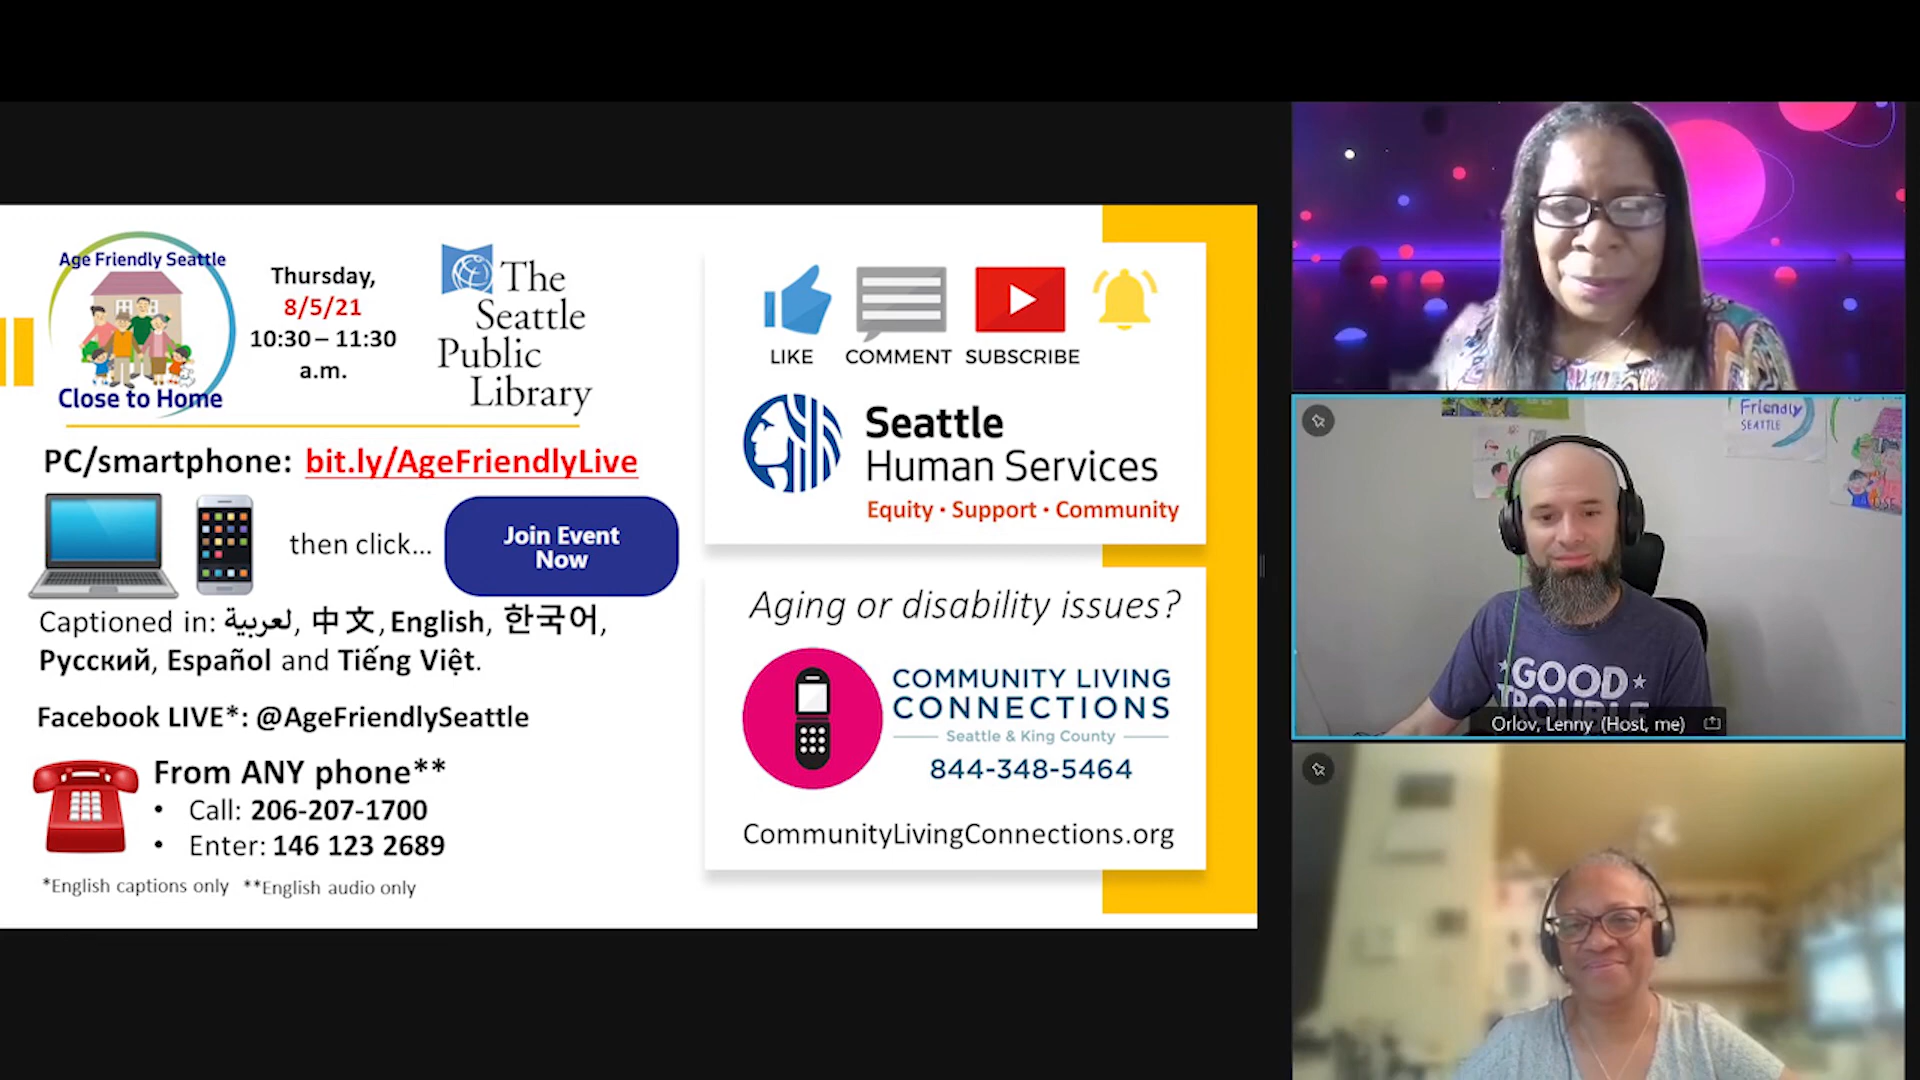 Age Friendly Seattle
Close to Home
Thursday,
8/5/21
10:30 – 11:30
a.m.
The
Seattle
Public
Library
PC/smartphone: bit.ly/AgeFriendlyLive
then click...
Join Event
Now
Captioned in: لعربية, 中文, English, 한국어,
Русский, Español and Tiếng Việt.
Facebook LIVE*: @AgeFriendlySeattle
From ANY phone**
• Call: 206-207-1700
• Enter: 146 123 2689
*English captions only **English audio only
LIKE COMMENT SUBSCRIBE
Seattle
Human Services
Equity • Support • Community
Aging or disability issues?
COMMUNITY LIVING
CONNECTIONS
Seattle & King County
844-348-5464
CommunityLivingConnections.org
Friendly
SEATTLE
16
GOOD
TROUBLE
Orlov, Lenny (Host, me)